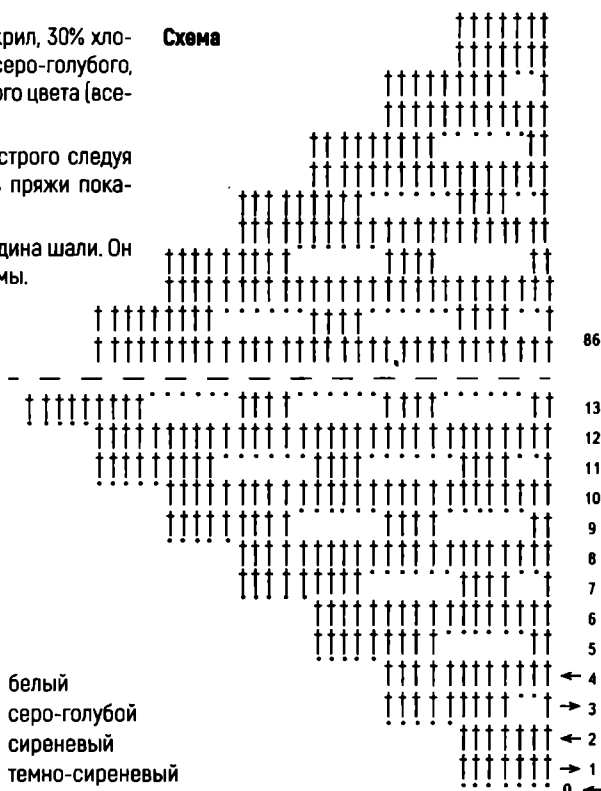 крил, 30% хло-
серо-голубого,
ого цвета (все-
строго следуя
ь пряжи пока-
дина шали. Он
мы.
Схема
86
13
12
11
10
9
8
7
6
5
← 4
→ 3
← 2
→ 1
0 ←
белый
серо-голубой
сиреневый
темно-сиреневый